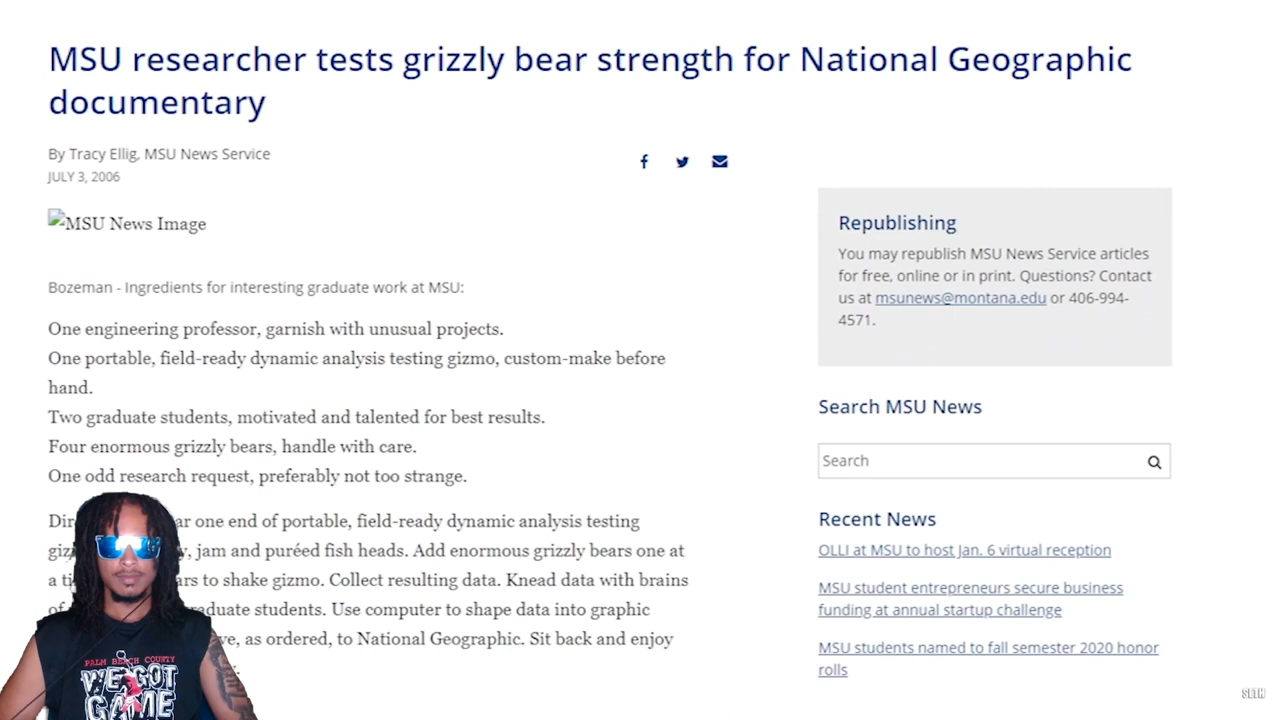 MSU researcher tests grizzly bear strength for National Geographic
documentary
By Tracy Ellig, MSU News Service
JULY 3, 2006
MSU News Image
Bozeman - Ingredients for interesting graduate work at MSU:
One engineering professor, garnish with unusual projects.
One portable, field-ready dynamic analysis testing gizmo, custom-make before
hand.
Two graduate students, motivated and talented for best results.
Four enormous grizzly bears, handle with care.
One odd research request, preferably not too strange.
one end of portable, field-ready dynamic analysis testing
jam and puréed fish heads. Add enormous grizzly bears one at
a to shake gizmo. Collect resulting data. Knead data with brains
students. Use computer to shape data into graphic
as ordered, to National Geographic. Sit back and enjoy
Republishing
You may republish MSU News Service articles
for free, online or in print. Questions? Contact
us at msunews@montana.edu or 406-994-
4571.
Search MSU News
Search
Recent News
OLLI at MSU to host Jan. 6 virtual reception
MSU student entrepreneurs secure business
funding at annual startup challenge
MSU students named to fall semester 2020 honor
rolls
PALM BEACH COUNTY
WE GOT
GAME
SETH